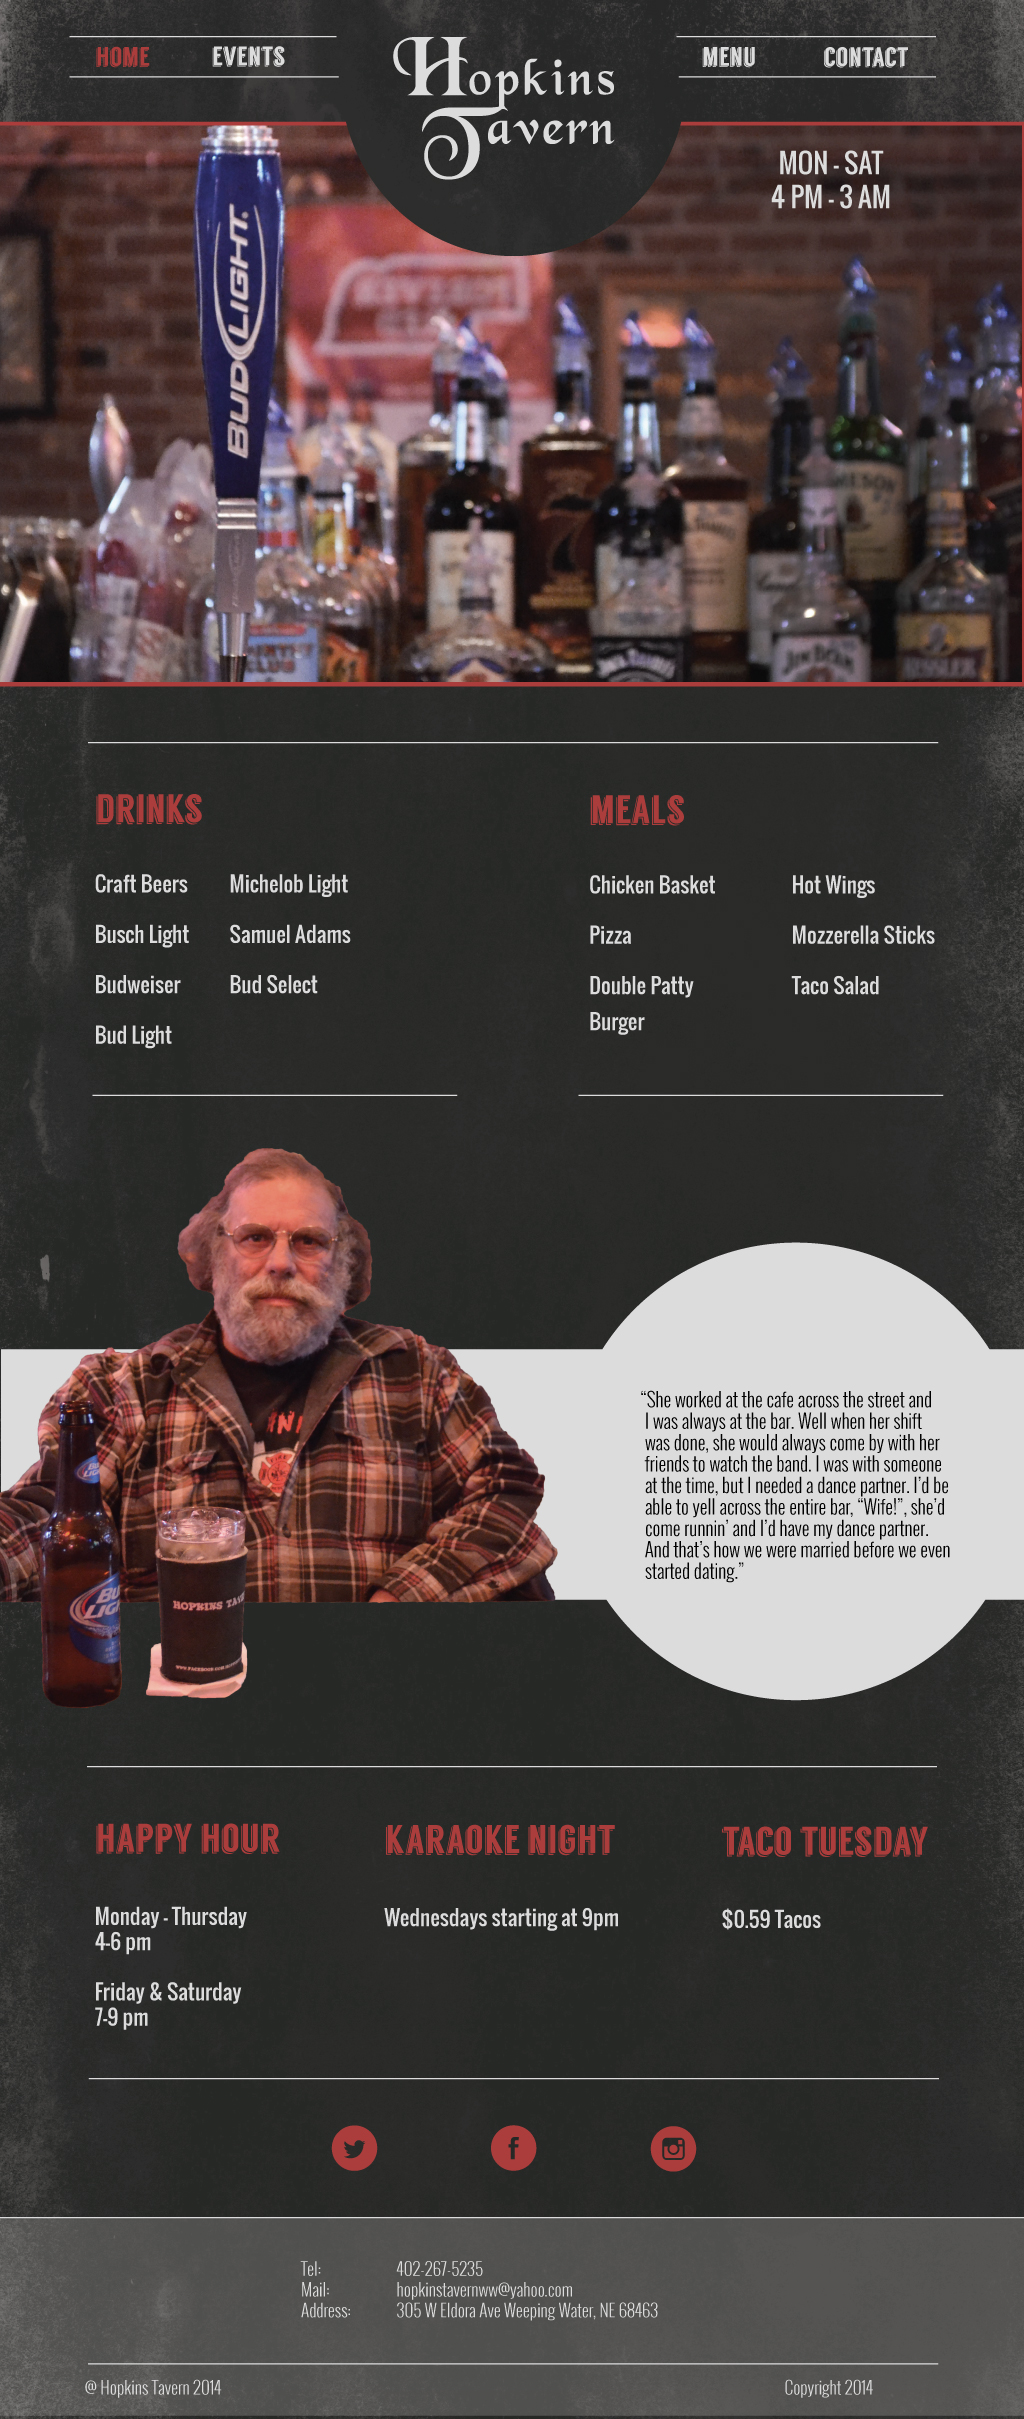 HOME
EVENTS
Hopkins
Tavern
MENU
CONTACT
MON - SAT
4 PM - 3 AM
BUD LIGHT.
DRINKS
Craft Beers
Michelob Light
Busch Light
Samuel Adams
Budweiser
Bud Select
Bud Light
MEALS
Chicken Basket
Hot Wings
Pizza
Mozzerella Sticks
Double Patty
Burger
Taco Salad
HOPKINS
“She worked at the cafe across the street and
I was always at the bar. Well when her shift
was done, she would always come by with her
friends to watch the band. I was with someone
at the time, but I needed a dance partner. I’d be
able to yell across the entire bar, “Wife!”, she’d
come runnin’ and I’d have my dance partner.
And that’s how we were married before we even
started dating.”
HAPPY HOUR
Monday - Thursday
4-6 pm
Friday & Saturday
7-9 pm
KARAOKE NIGHT
Wednesdays starting at 9pm
TACO TUESDAY
$0.59 Tacos
Tel: 402-267-5235
Mail: hopkinstavernww@yahoo.com
Address: 305 W Eldora Ave Weeping Water, NE 68463
@ Hopkins Tavern 2014
Copyright 2014